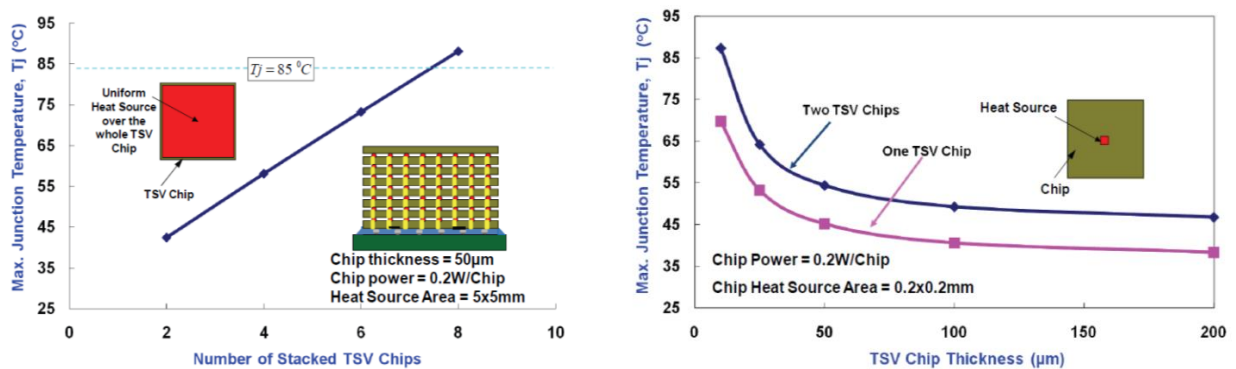 Max. Junction Temperature, Tj (°C)
95
85
75
65
55
45
35
25
Tj = 85 ⁰C
Uniform
Heat Source
over the
whole TSV
Chip
TSV Chip
Chip thickness = 50µm
Chip power = 0.2W/Chip
Heat Source Area = 5x5mm
0 2 4 6 8 10
Number of Stacked TSV Chips
Max. Junction Temperature, Tj (°C)
95
85
75
65
55
45
35
25
Two TSV Chips
One TSV Chip
Heat Source
Chip
Chip Power = 0.2W/Chip
Chip Heat Source Area = 0.2x0.2mm
0 50 100 150 200
TSV Chip Thickness (µm)